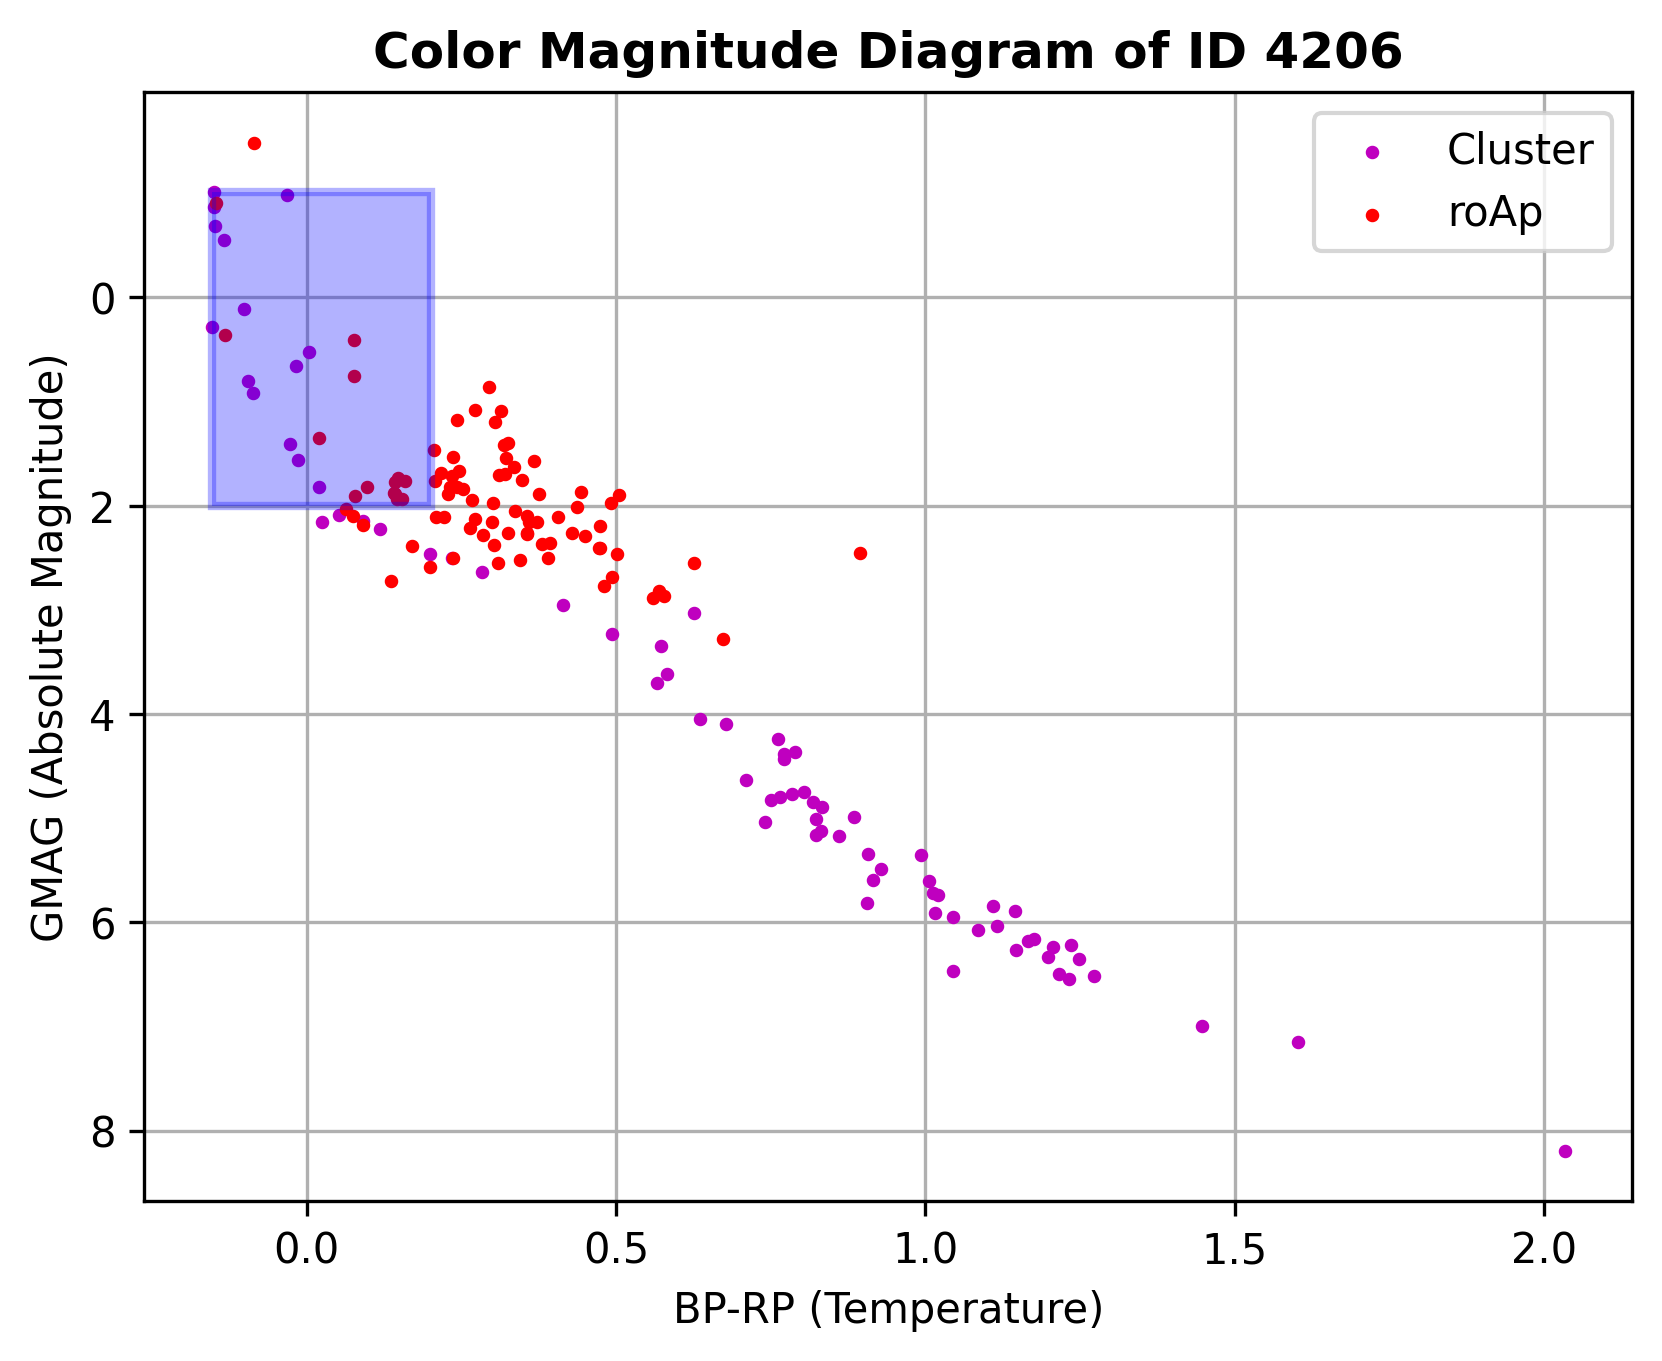 Color Magnitude Diagram of ID 4206
Cluster
roAp
GMAG (Absolute Magnitude)
0
2
4
6
8
0.0 0.5 1.0 1.5 2.0
BP-RP (Temperature)